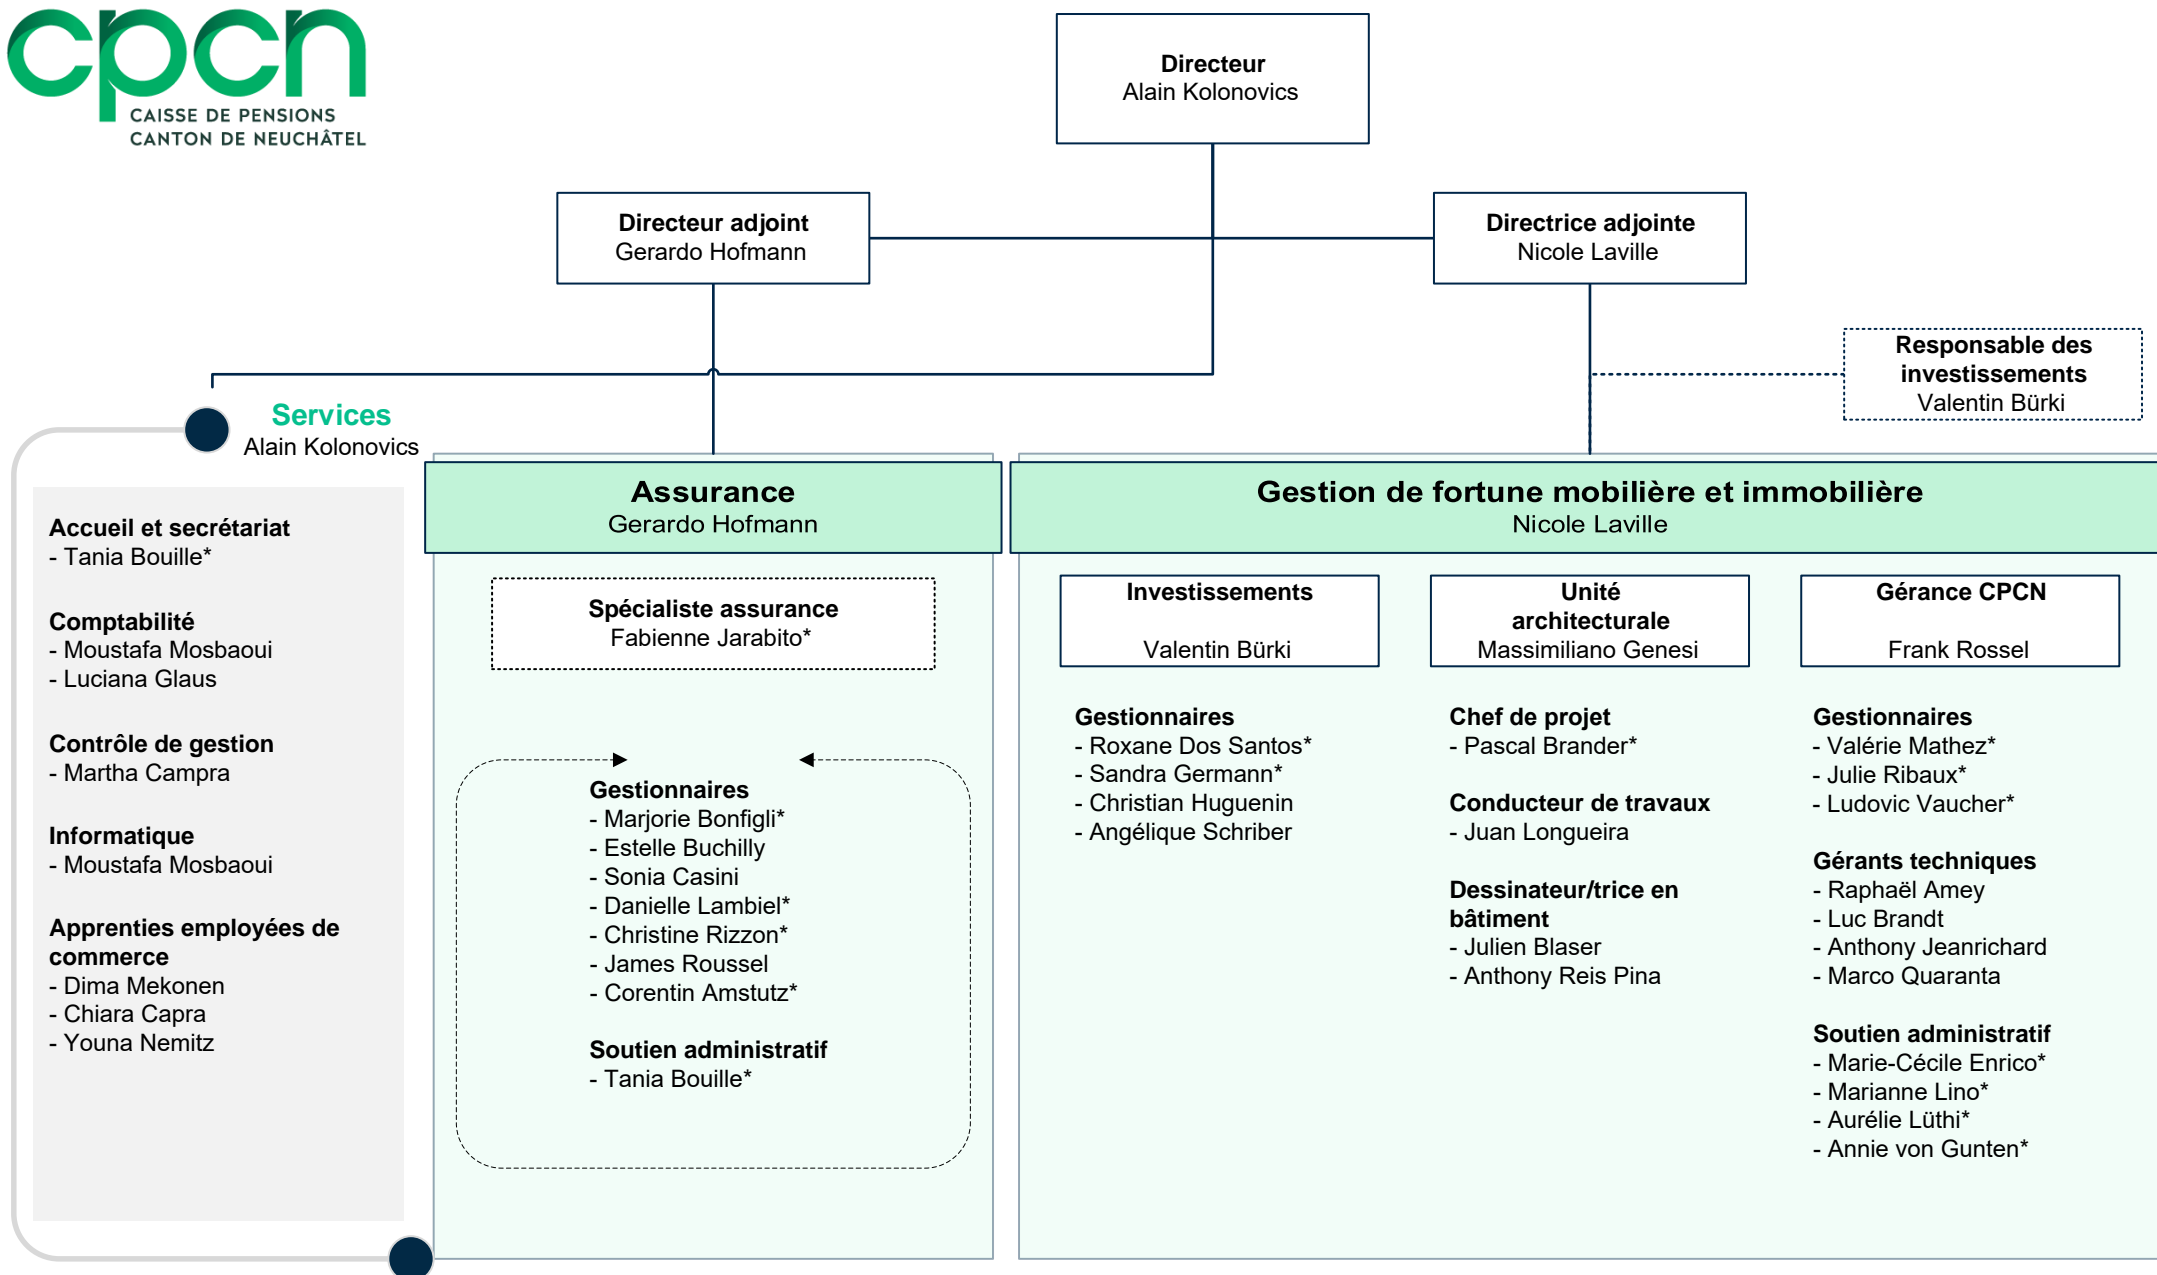 cpcn
CAISSE DE PENSIONS
CANTON DE NEUCHÂTEL
Directeur
Alain Kolonovics
Directeur adjoint
Gerardo Hofmann
Directrice adjointe
Nicole Laville
Responsable des
investissements
Valentin Bürki
Services
Alain Kolonovics
Accueil et secrétariat
- Tania Bouille*
Comptabilité
- Moustafa Mosbaoui
- Luciana Glaus
Contrôle de gestion
- Martha Campra
Informatique
- Moustafa Mosbaoui
Apprenties employées de
commerce
- Dima Mekonen
- Chiara Capra
- Youna Nemitz
Assurance
Gerardo Hofmann
Spécialiste assurance
Fabienne Jarabito*
Gestionnaires
- Marjorie Bonfigli*
- Estelle Buchilly
- Sonia Casini
- Danielle Lambiel*
- Christine Rizzon*
- James Roussel
- Corentin Amstutz*
Soutien administratif
- Tania Bouille*
Gestion de fortune mobilière et immobilière
Nicole Laville
Investissements
Valentin Bürki
Gestionnaires
- Roxane Dos Santos*
- Sandra Germann*
- Christian Huguenin
- Angélique Schriber
Unité
architecturale
Massimiliano Genesi
Chef de projet
- Pascal Brander*
Conducteur de travaux
- Juan Longueira
Dessinateur/trice en
bâtiment
- Julien Blaser
- Anthony Reis Pina
Gérance CPCN
Frank Rossel
Gestionnaires
- Valérie Mathez*
- Julie Ribaux*
- Ludovic Vaucher*
Gérants techniques
- Raphaël Amey
- Luc Brandt
- Anthony Jeanrichard
- Marco Quaranta
Soutien administratif
- Marie-Cécile Enrico*
- Marianne Lino*
- Aurélie Lüthi*
- Annie von Gunten*